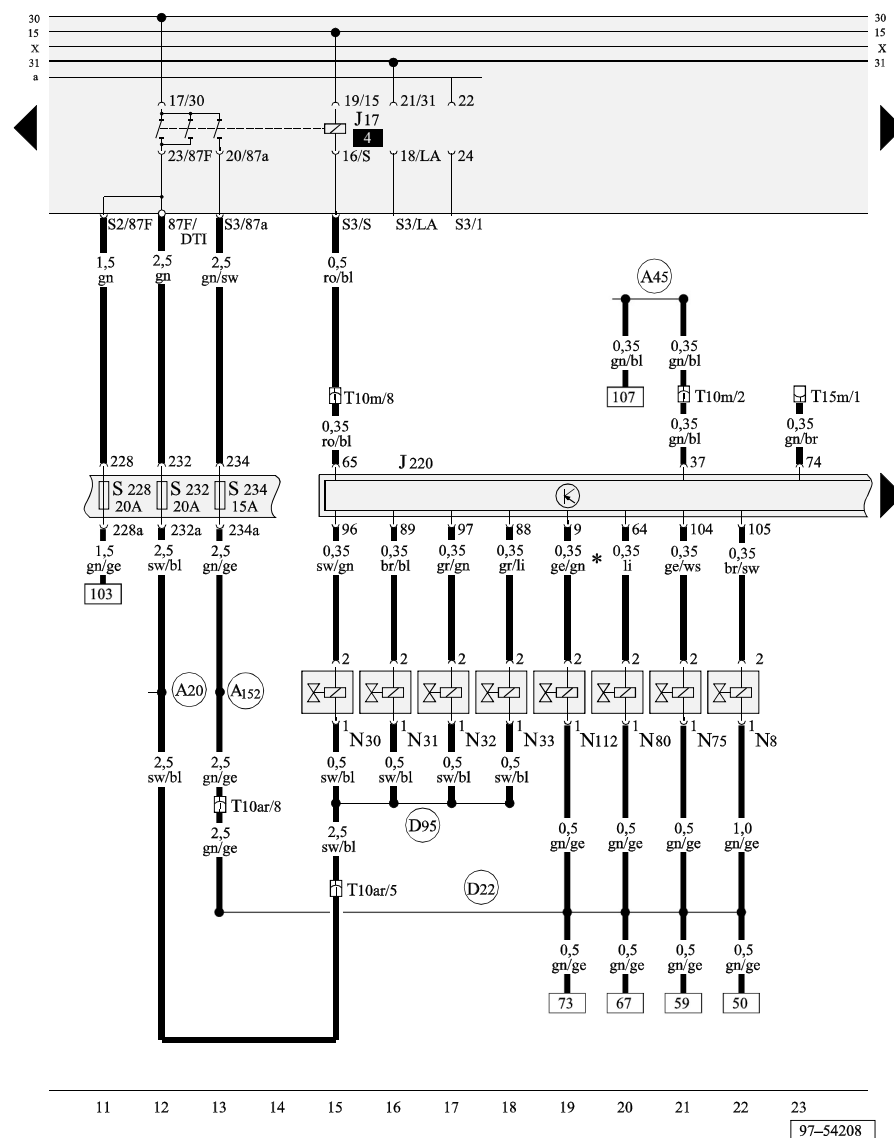 30 30
15 15
X X
31 31
a
17/30 19/15 21/31 22
J17
4
23/87F 20/87a 16/S 18/LA 24
S2/87F 87F/ S3/87a S3/S S3/LA S3/1
DTI
1,5 2,5 2,5 0,5
gn gn gn/sw ro/bl
A45
0,35 0,35
gn/bl gn/bl
T10m/8 107 T10m/2 T15m/1
0,35 0,35 0,35
ro/bl gn/bl gn/br
228 232 234 65 J220 37 74
S 228 S 232 S 234
20A 20A 15A
228a 232a 234a 96 89 97 88 9 64 104 105
1,5 2,5 2,5 0,35 0,35 0,35 0,35 0,35 * 0,35 0,35 0,35
gn/ge sw/bl gn/ge sw/gn br/bl gr/gn gr/li ge/gn li ge/ws br/sw
103
2 2 2 2 2 2 2 2
A20 A152
1 1 1 1 1 1 1 1
N30 N31 N32 N33 N112 N80 N75 N8
2,5 2,5 0,5 0,5 0,5 0,5
sw/bl gn/ge sw/bl sw/bl sw/bl sw/bl
T10ar/8
D95
2,5 2,5 0,5 0,5 0,5 1,0
gn/ge sw/bl gn/ge gn/ge gn/ge gn/ge
T10ar/5 D22
0,5 0,5 0,5 0,5
gn/ge gn/ge gn/ge gn/ge
73 67 59 50
11 12 13 14 15 16 17 18 19 20 21 22 23
97–54208